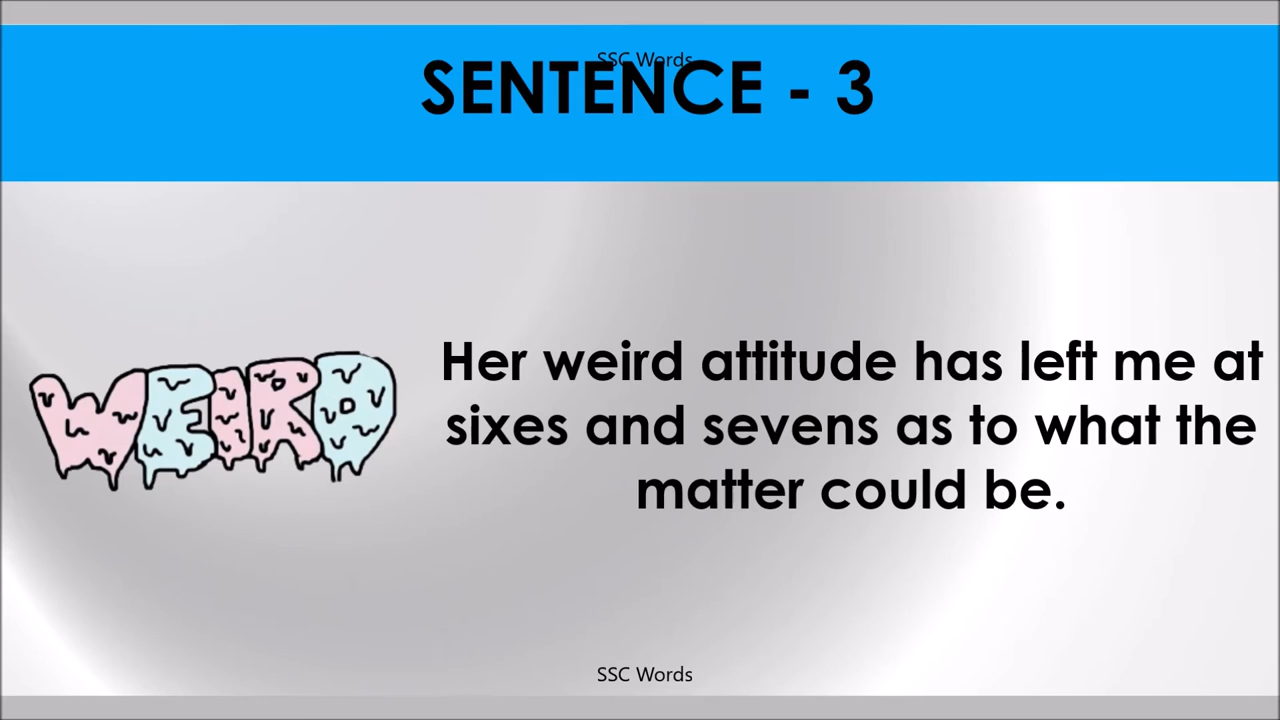 SSC Words
SENTENCE - 3
WEIRD
Her weird attitude has left me at
sixes and sevens as to what the
matter could be.
SSC Words